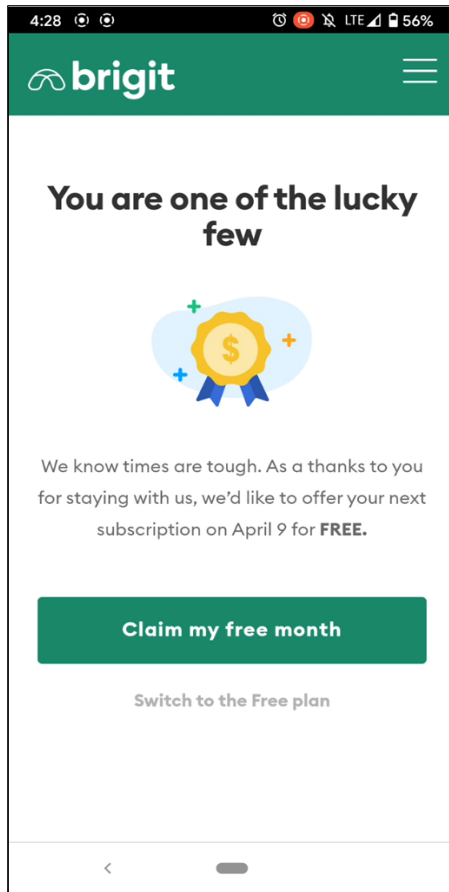 4:28 LTE 56%
brigit
You are one of the lucky
few
$
We know times are tough. As a thanks to you
for staying with us, we'd like to offer your next
subscription on April 9 for FREE.
Claim my free month
Switch to the Free plan